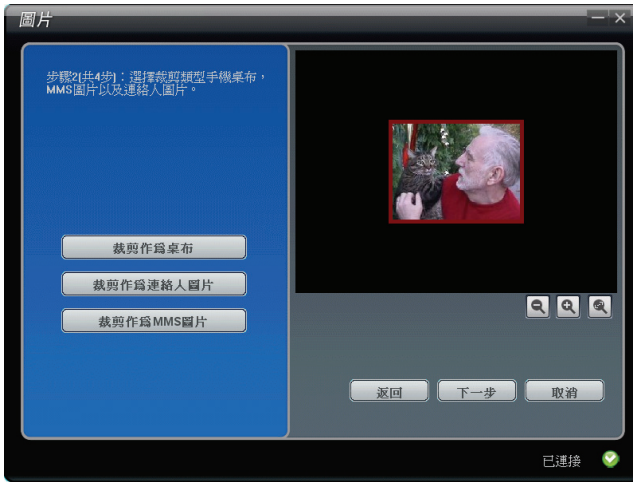 圖片
步驟2(共4步)：選擇裁剪類型手機桌布，
MMS圖片以及連絡人圖片。
裁剪作為桌布
裁剪作為連絡人圖片
裁剪作為MMS圖片
返回
下一步
取消
已連接